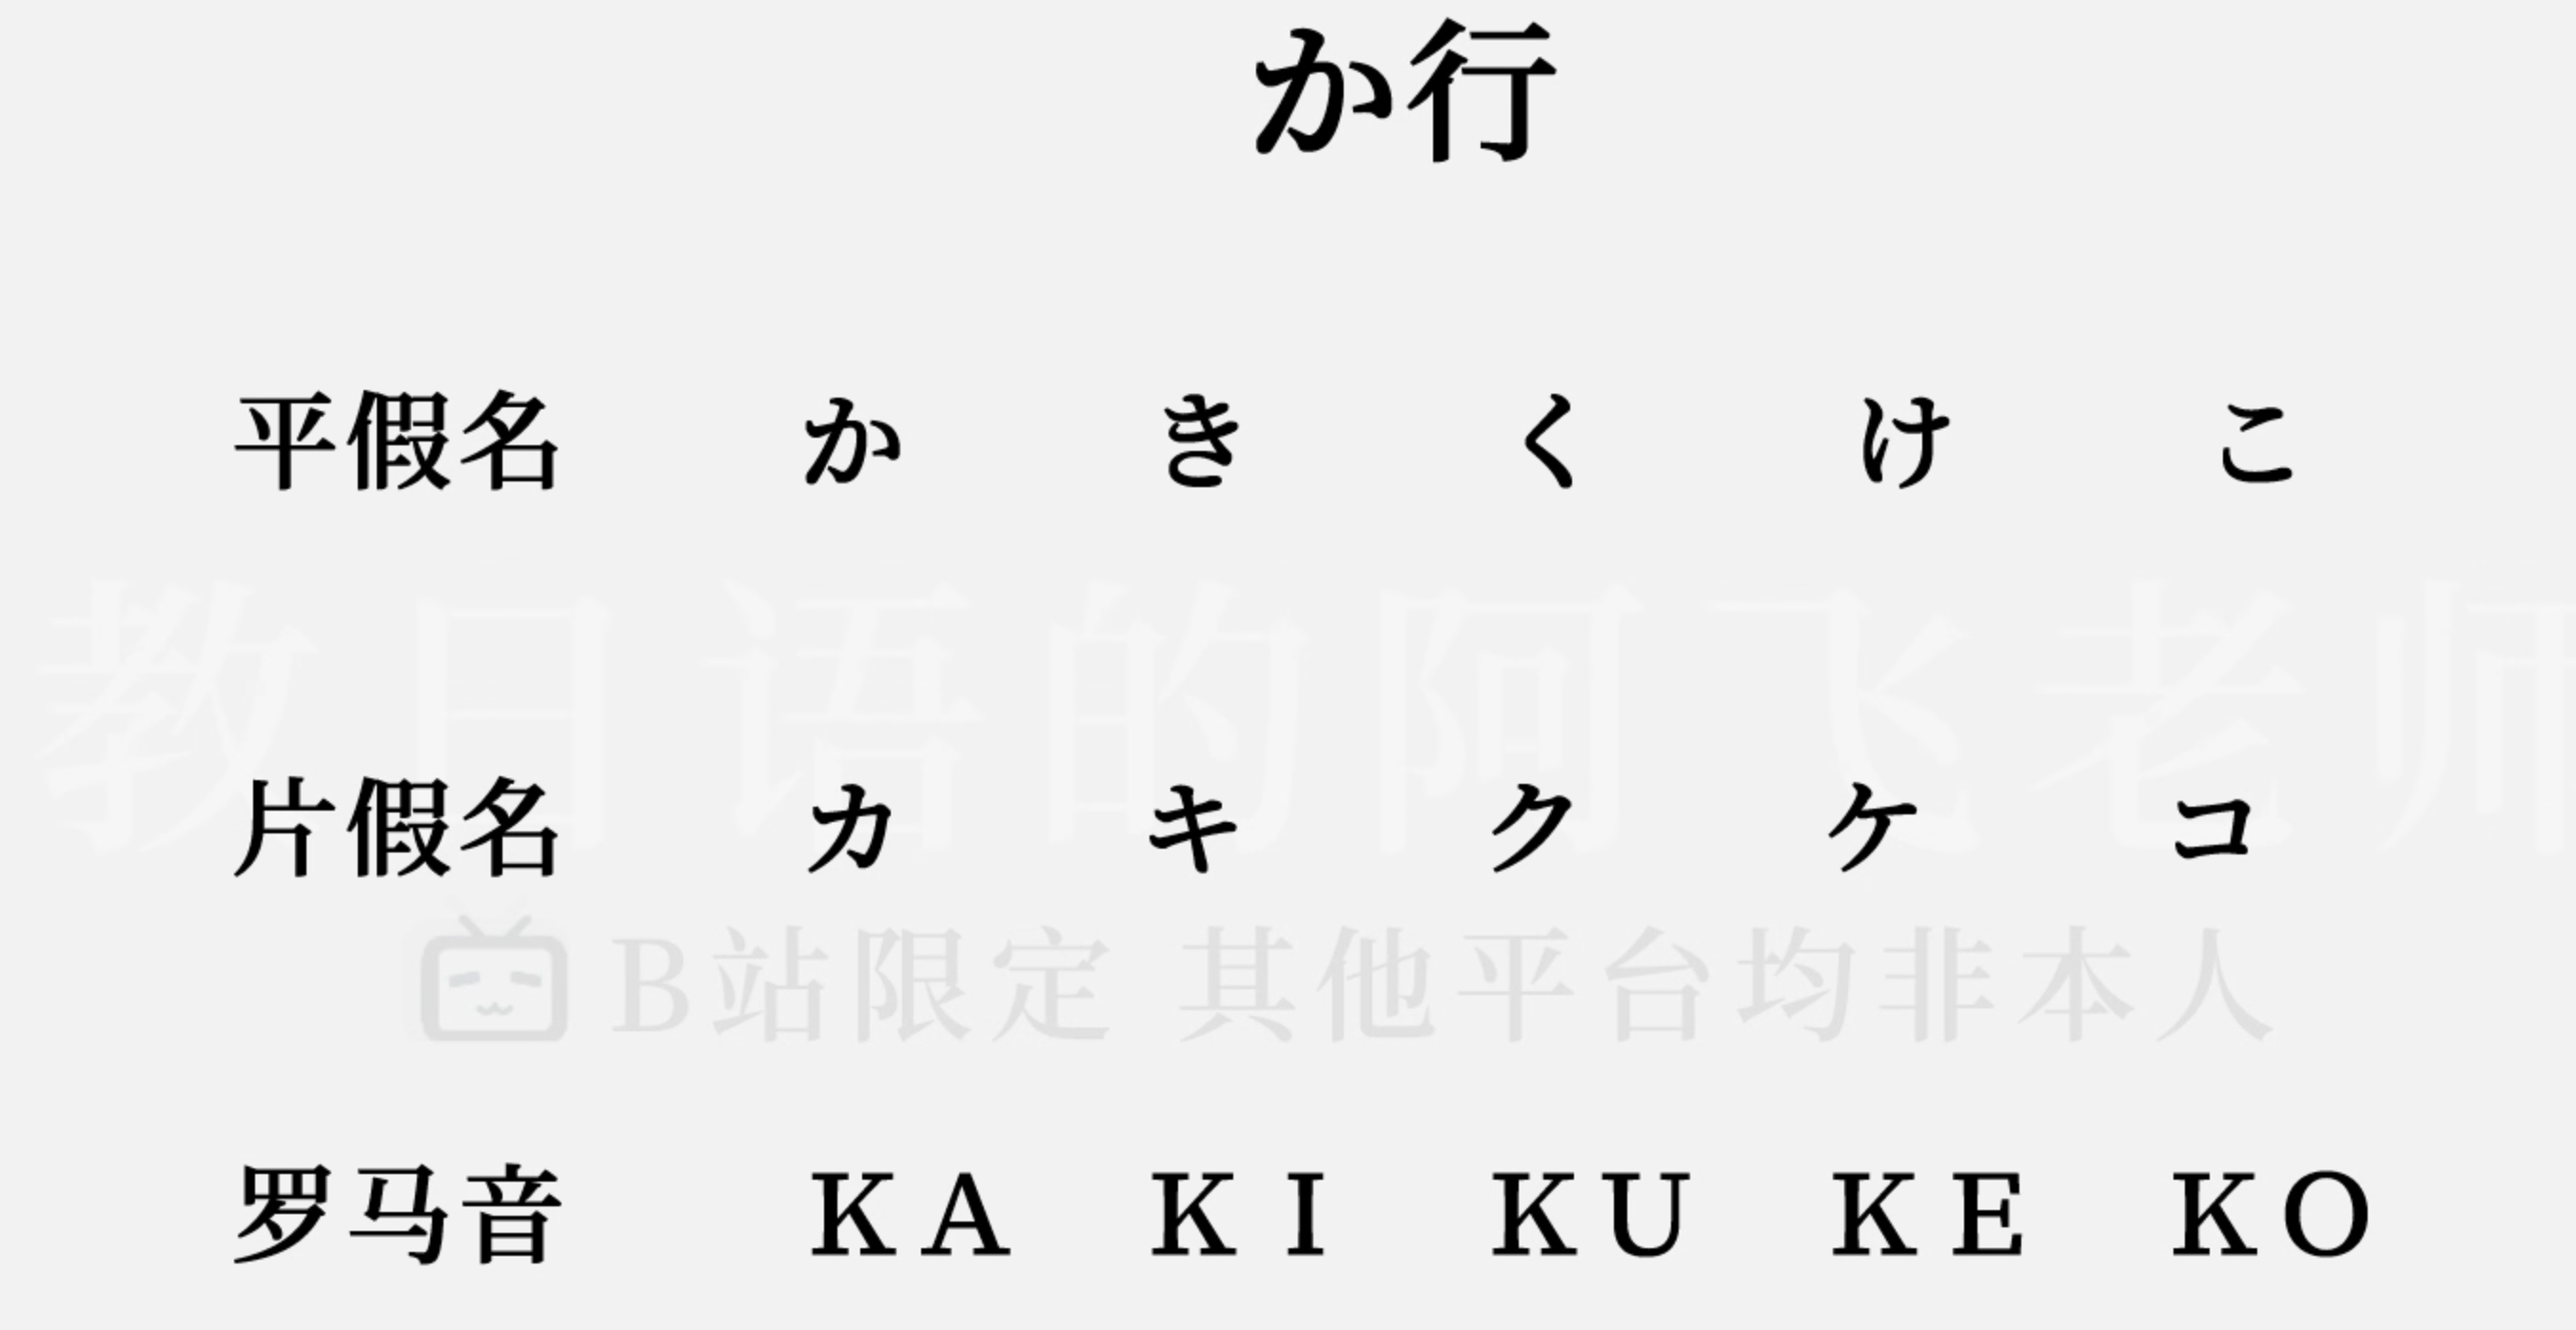 か行
平假名 か き く け こ
教日语的阿飞老师
片假名 カ キ ク ケ コ
B站限定 其他平台均非本人
罗马音 KA KI KU KE KO